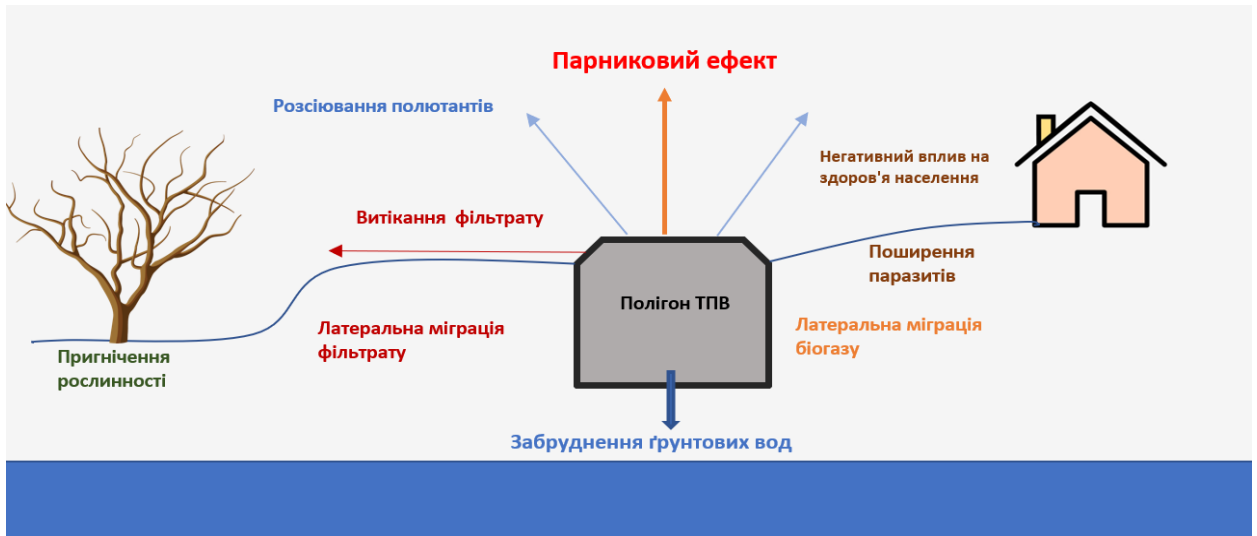 Парниковий ефект
Розсіювання полютантів
Негативний вплив на
здоров'я населення
Витікання фільтрату
Поширення
паразитів
Полігон ТПВ
Латеральна міграція
фільтрату
Латеральна міграція
біогазу
Пригнічення
рослинності
Забруднення ґрунтових вод